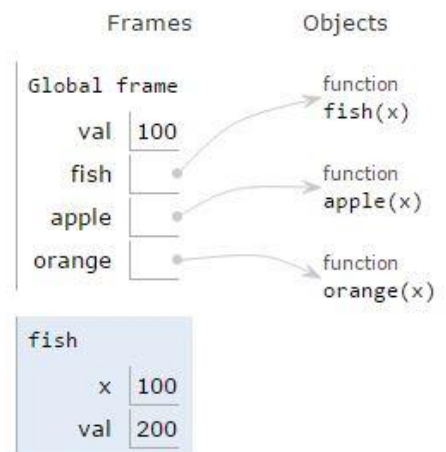 Frames Objects
Global frame
val 100
fish
apple
orange
function
fish(x)
function
apple(x)
function
orange(x)
fish
x 100
val 200